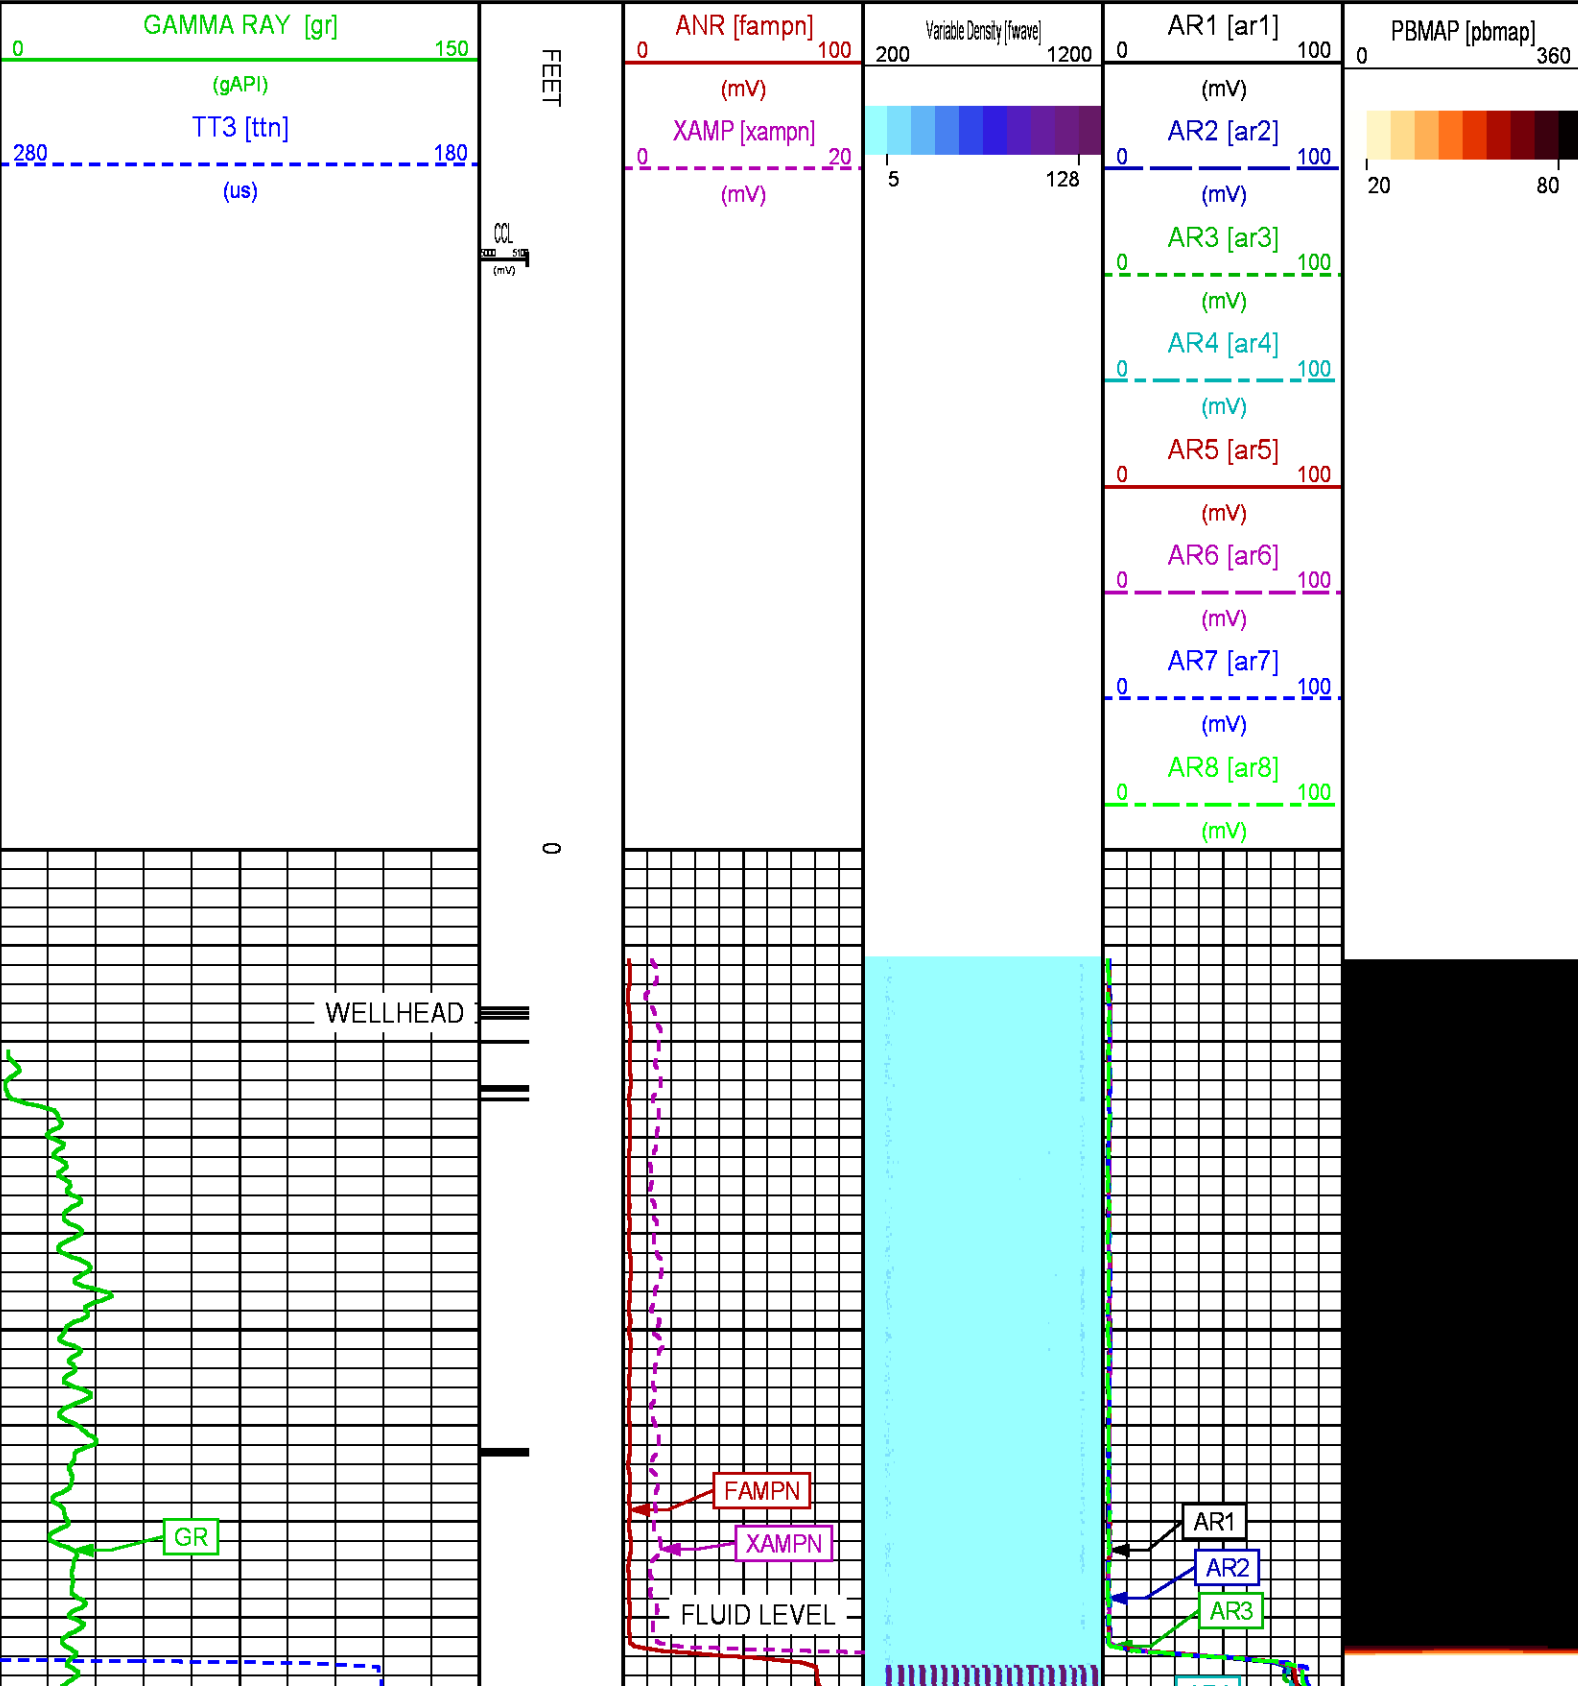 GAMMA RAY [gr]
0 150
(gAPI)
TT3 [ttn]
280 180
(us)
FEET
CCL
(mV)
0
ANR [fampn]
0 100
(mV)
XAMP [xampn]
0 20
(mV)
Variable Density [fwave]
200 1200
5 128
AR1 [ar1]
0 100
(mV)
AR2 [ar2]
0 100
(mV)
AR3 [ar3]
0 100
(mV)
AR4 [ar4]
0 100
(mV)
AR5 [ar5]
0 100
(mV)
AR6 [ar6]
0 100
(mV)
AR7 [ar7]
0 100
(mV)
AR8 [ar8]
0 100
(mV)
PBMAP [pbmap]
0 360
20 80
WELLHEAD
GR
FAMPN
XAMPN
FLUID LEVEL
AR1
AR2
AR3